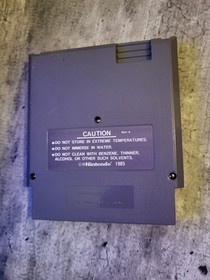 CAUTION
●DO NOT STORE IN EXTREME TEMPERATURES.
●DO NOT IMMERSE IN WATER.
●DO NOT CLEAN WITH BENZENE, THINNER,
ALCOHOL OR OTHER SUCH SOLVENTS.
©Nintendo 1985